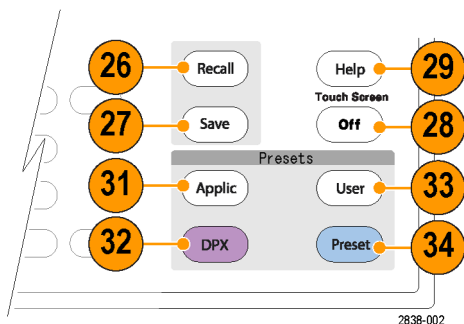 26 Recall Help 29
Touch Screen
27 Save Off 28
Presets
31 Applic User 33
32 DPX Preset 34
2838-002